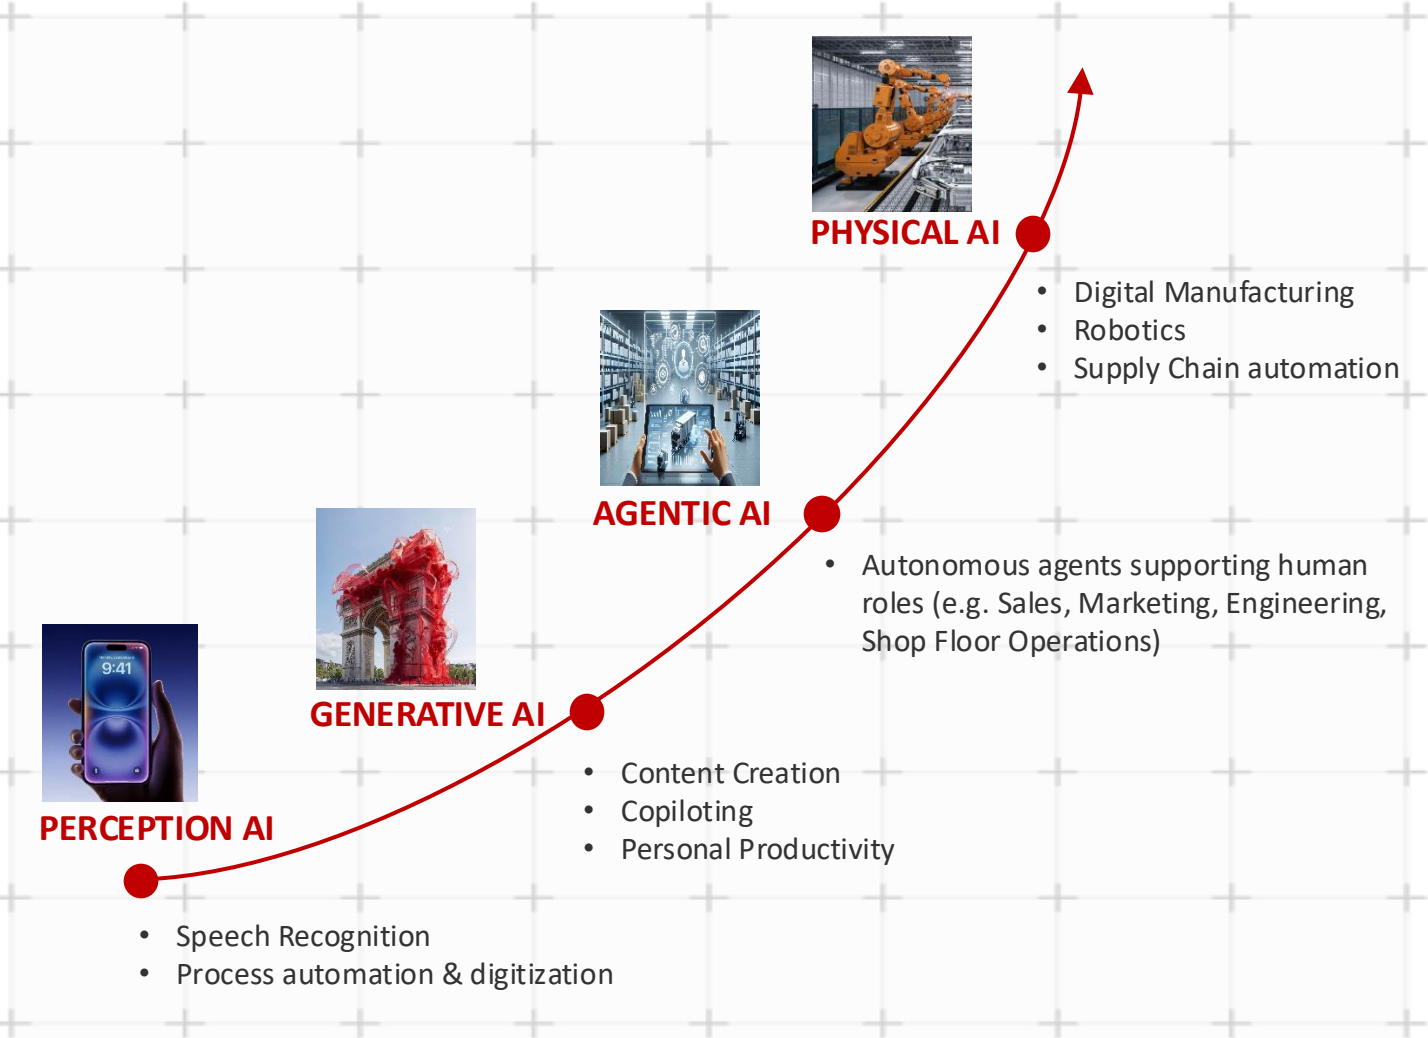 PHYSICAL AI
• Digital Manufacturing
• Robotics
• Supply Chain automation
AGENTIC AI
• Autonomous agents supporting human
roles (e.g. Sales, Marketing, Engineering,
Shop Floor Operations)
GENERATIVE AI
• Content Creation
• Copiloting
• Personal Productivity
9:41
PERCEPTION AI
• Speech Recognition
• Process automation & digitization